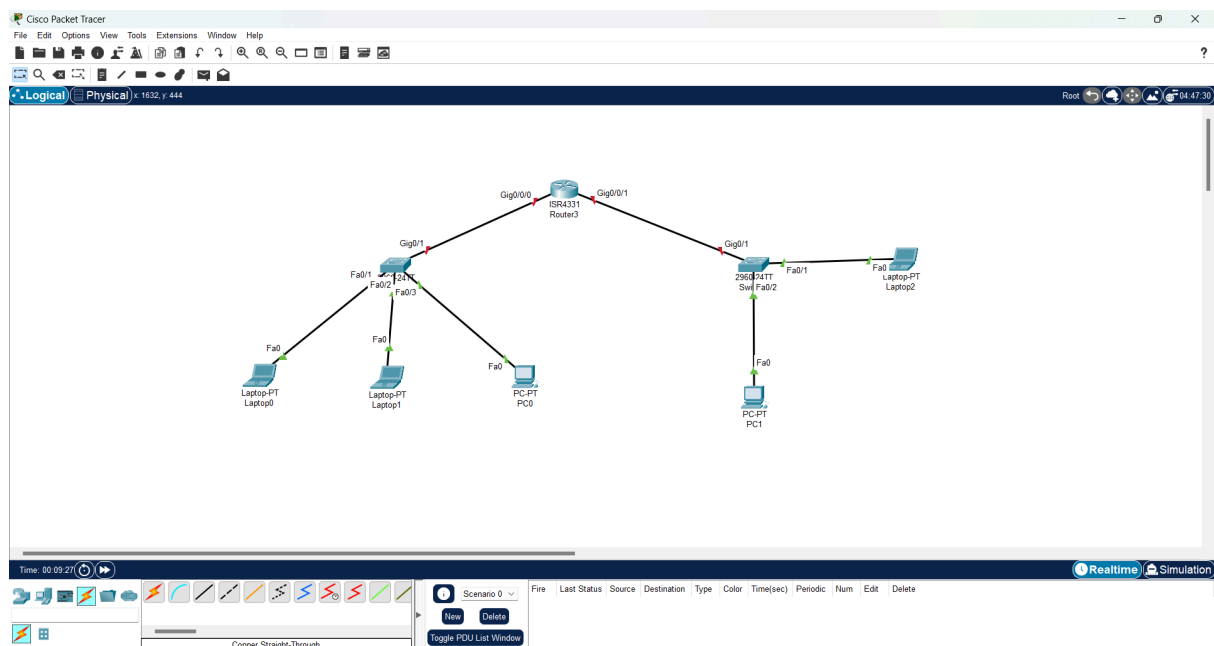 Cisco Packet Tracer
File Edit Options View Tools Extensions Window Help
?
Logical Physical x: 1632, y: 444 Root 04:47:30
Gig0/0/0 Gig0/0/1
ISR4331
Router3
Gig0/1 Gig0/1
Fa0/1 Fa0/1 Fa0
2960-24TT Laptop-PT
Fa0/2 Fa0/2 Laptop2
Fa0/3
Fa0 Fa0 Fa0 Fa0
Laptop-PT Laptop-PT PC-PT
Laptop0 Laptop1 PC0
PC-PT
PC1
Time: 00:09:27 Realtime Simulation
Scenario 0 Fire Last Status Source Destination Type Color Time(sec) Periodic Num Edit Delete
New Delete
Toggle PDU List Window
Copper Straight-Through